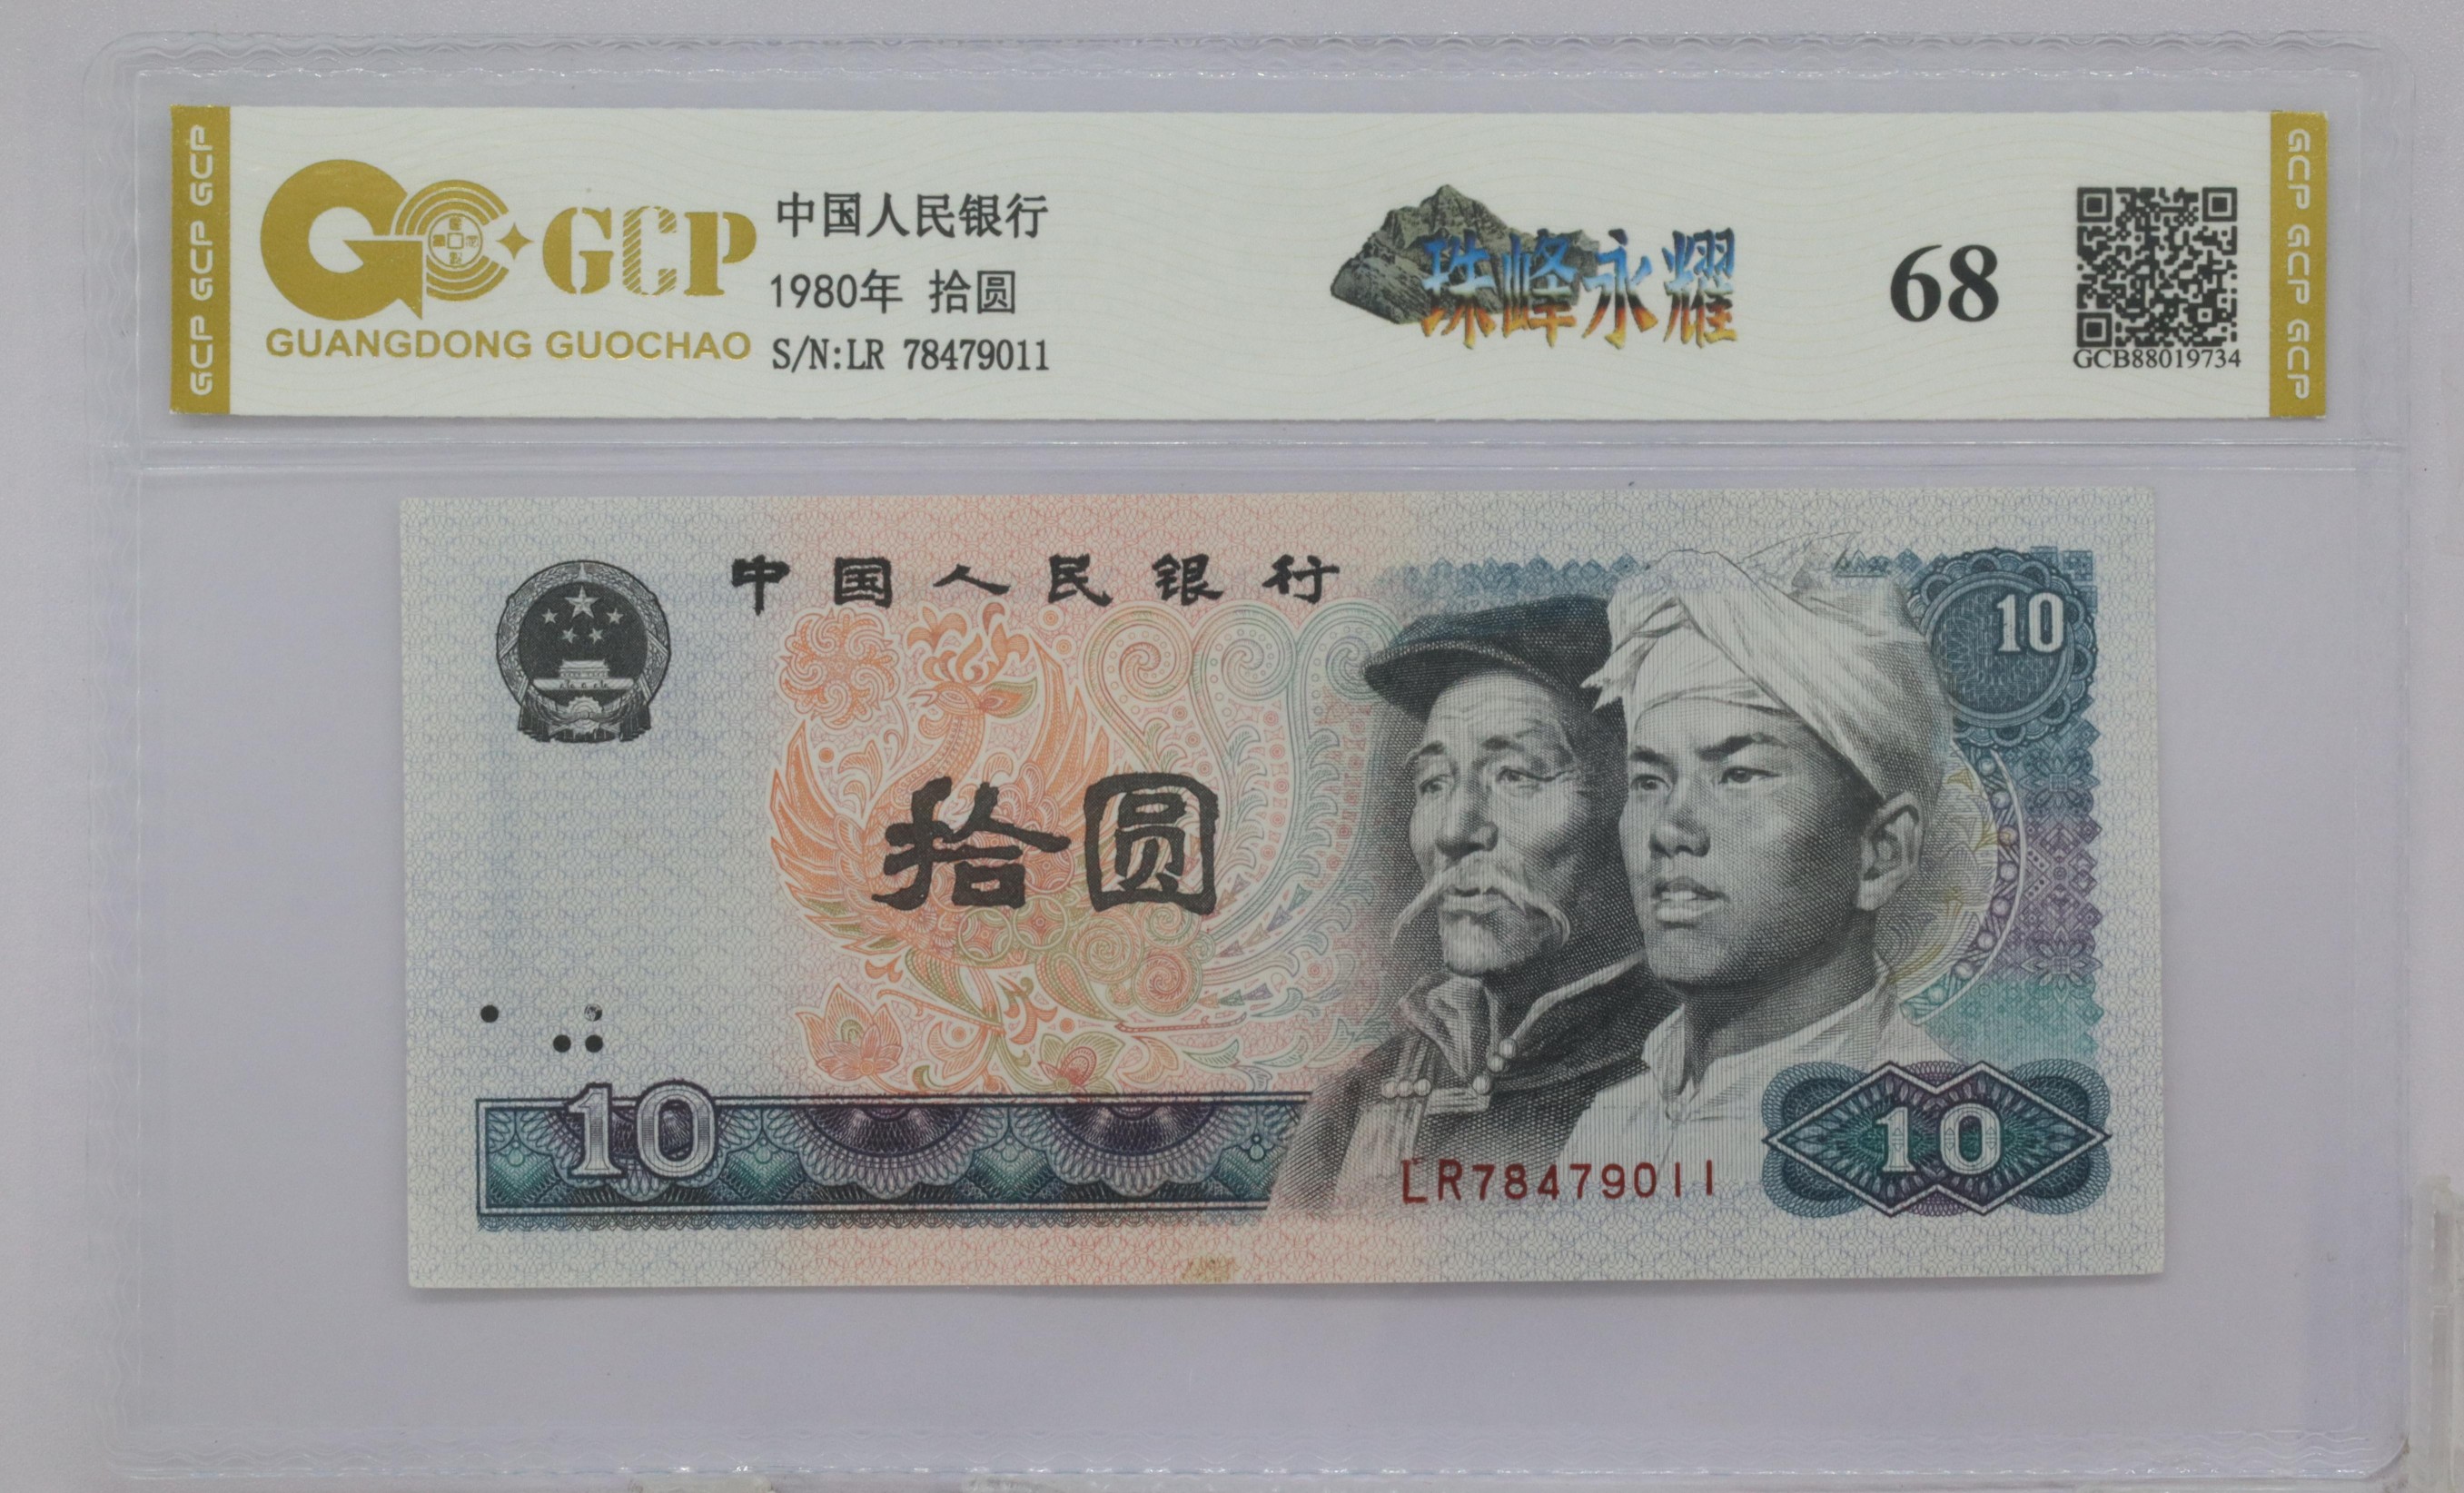 GCP GCP GCP
GC GCP
GUANGDONG GUOCHAO
中国人民银行
1980年 拾圆
S/N:LR 78479011
珠峰永耀
68
GCB88019734
GCP GCP GCP
中国人民银行
10
拾圆
10
LR78479011
10